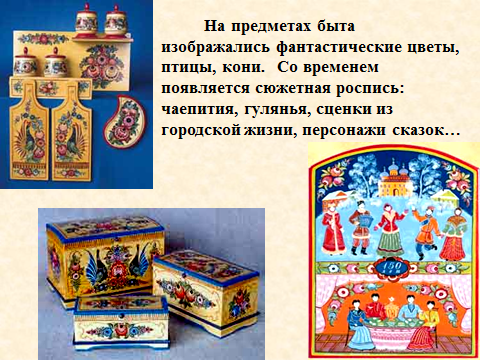 На предметах быта
изображались фантастические цветы,
птицы, кони. Со временем
появляется сюжетная роспись:
чаепития, гулянья, сценки из
городской жизни, персонажи сказок…
150